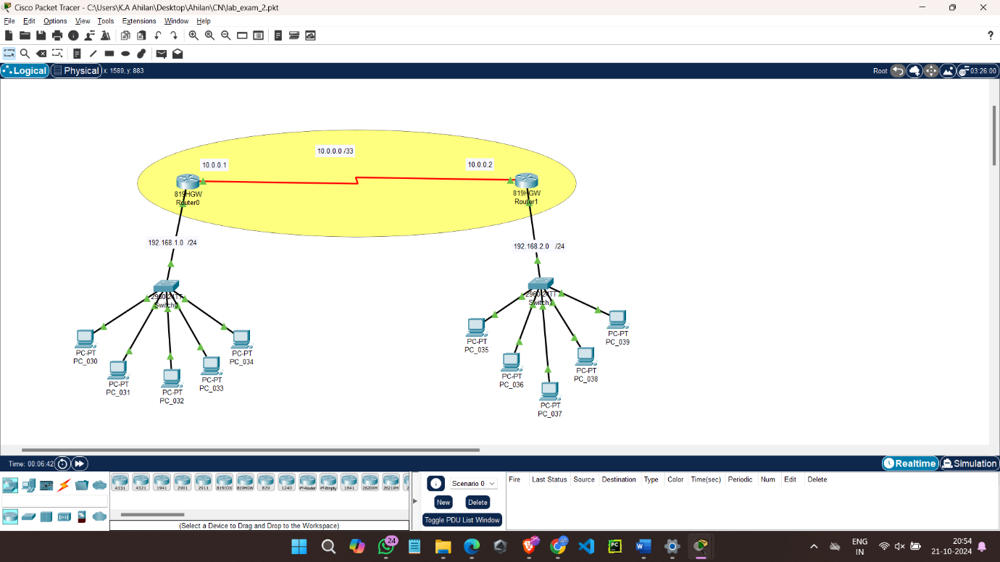 Cisco Packet Tracer - C:\Users\K.A Ahilan\Desktop\Ahilan\CN\lab_exam_2.pkt
File Edit Options View Tools Extensions Window Help
?
Logical Physical x: 1589, y: 883 Root 03:26:00
10.0.0.0 /33
10.0.0.1
10.0.0.2
819HGW
Router0
819HGW
Router1
192.168.1.0 /24
192.168.2.0 /24
2960-24TT
Switch0
2960-24TT
Switch1
PC-PT
PC_030
PC-PT
PC_031
PC-PT
PC_032
PC-PT
PC_033
PC-PT
PC_034
PC-PT
PC_035
PC-PT
PC_036
PC-PT
PC_037
PC-PT
PC_038
PC-PT
PC_039
Time: 00:06:42 Realtime Simulation
4331 4321 1941 2901 2911 819IOX 819HGW 829 1240 PT-Router PT-Empty 1841 2620XM 2621XM 2
(Select a Device to Drag and Drop to the Workspace)
Scenario 0
New Delete
Toggle PDU List Window
Fire Last Status Source Destination Type Color Time(sec) Periodic Num Edit Delete
24
PC
ENG
IN
20:54
21-10-2024